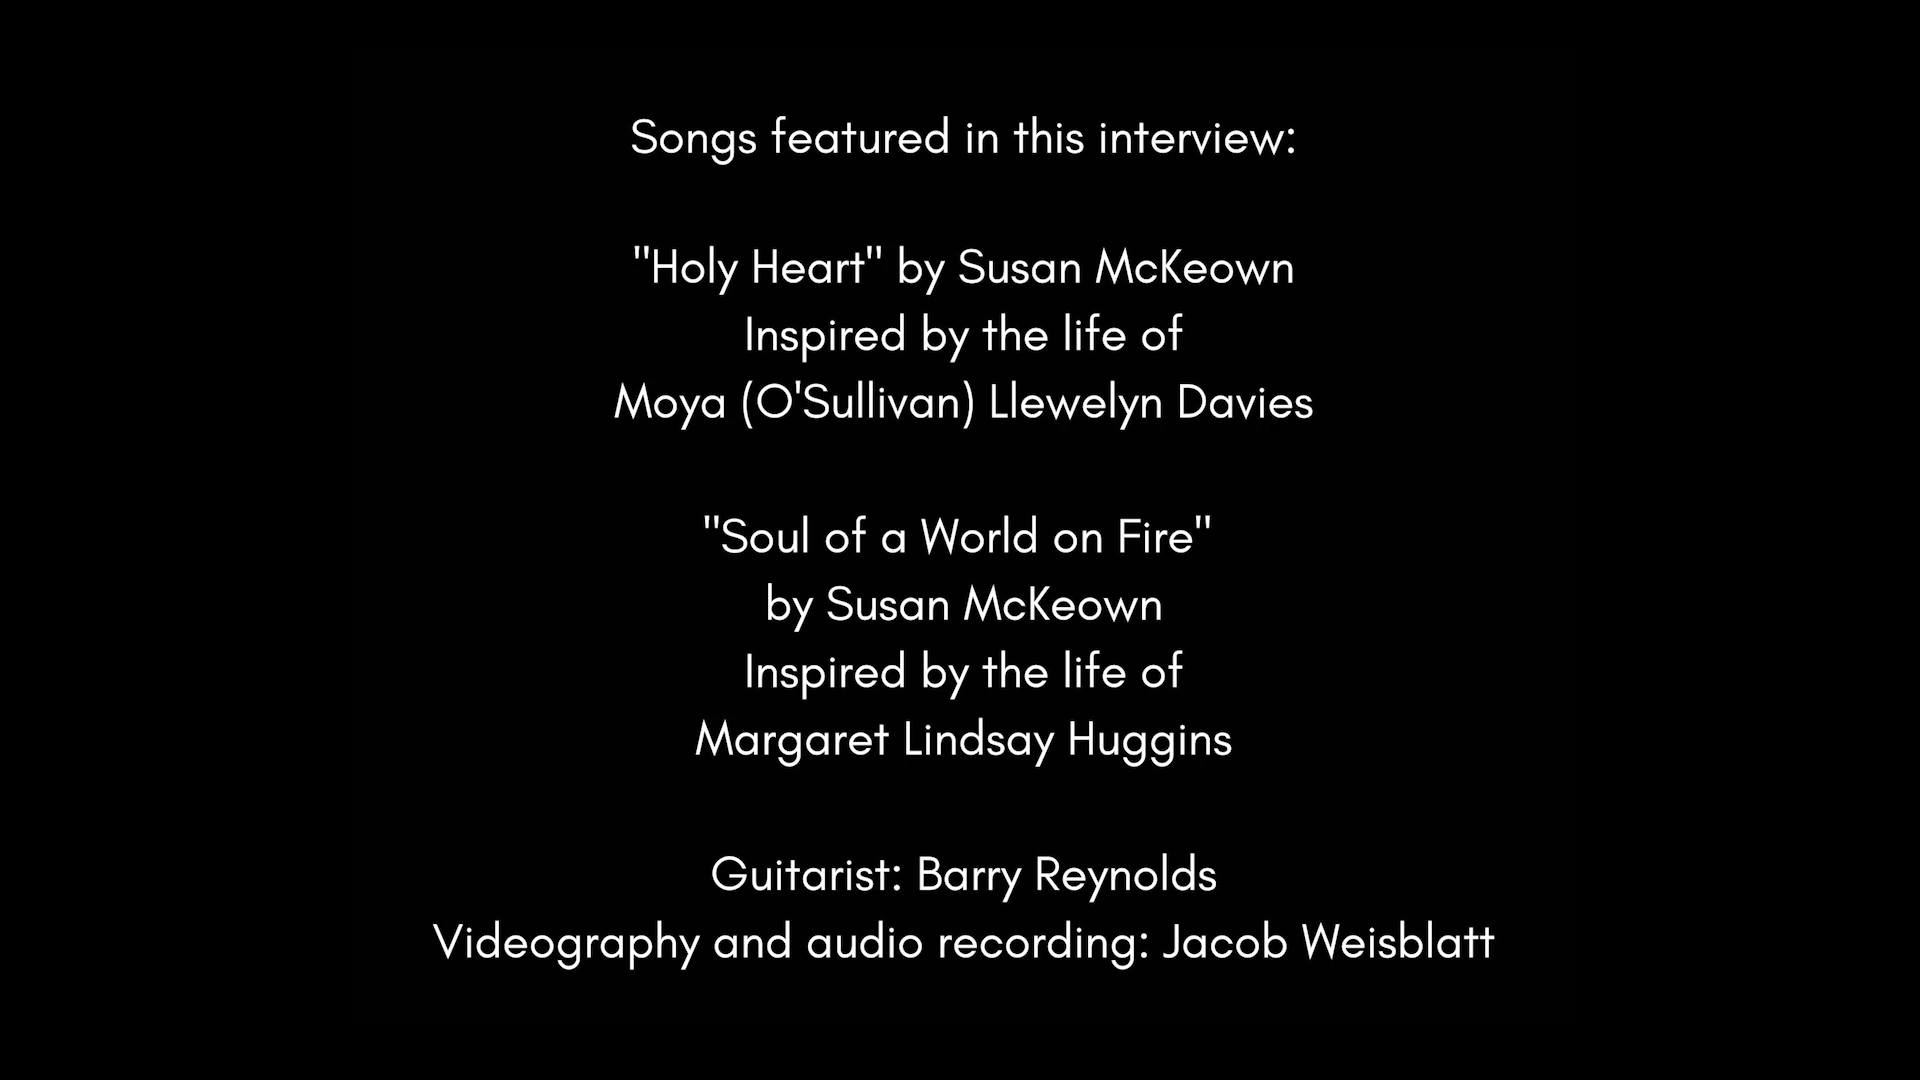 Songs featured in this interview:
"Holy Heart" by Susan McKeown
Inspired by the life of
Moya (O'Sullivan) Llewelyn Davies
"Soul of a World on Fire"
by Susan McKeown
Inspired by the life of
Margaret Lindsay Huggins
Guitarist: Barry Reynolds
Videography and audio recording: Jacob Weisblatt